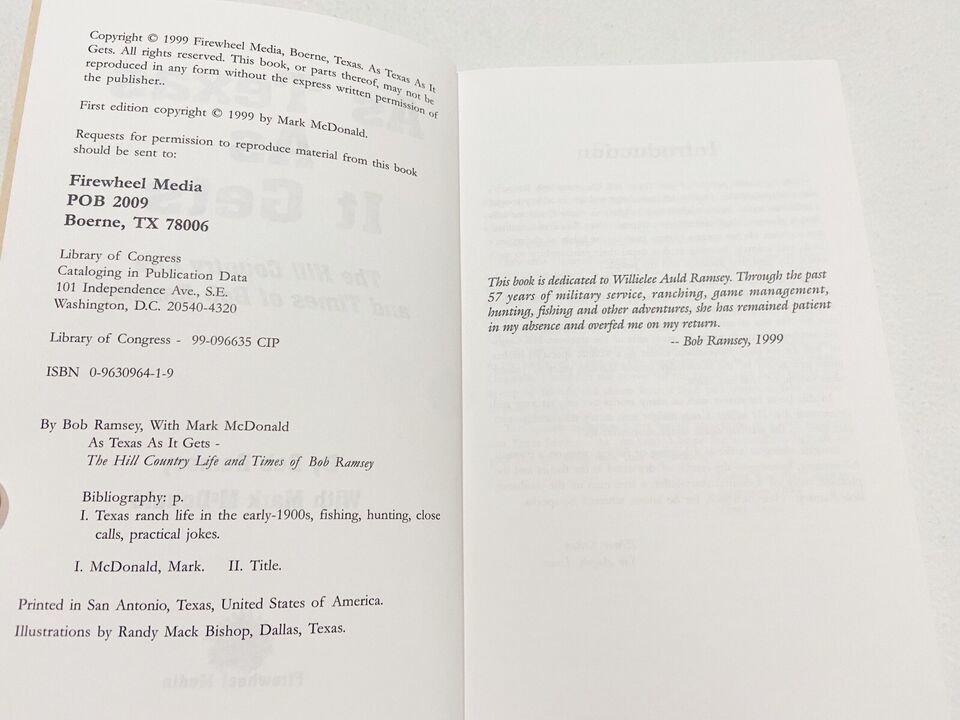 Copyright © 1999 Firewheel Media, Boerne, Texas. As Texas As It
Gets. All rights reserved. This book, or parts thereof, may not be
reproduced in any form without the express written permission of
the publisher..
First edition copyright © 1999 by Mark McDonald.
Requests for permission to reproduce material from this book
should be sent to:
Firewheel Media
POB 2009
Boerne, TX 78006
Library of Congress
Cataloging in Publication Data
101 Independence Ave., S.E.
Washington, D.C. 20540-4320
Library of Congress - 99-096635 CIP
ISBN 0-9630964-1-9
By Bob Ramsey, With Mark McDonald
As Texas As It Gets -
The Hill Country Life and Times of Bob Ramsey
Bibliography: p.
I. Texas ranch life in the early-1900s, fishing, hunting, close
calls, practical jokes.
I. McDonald, Mark. II. Title.
Printed in San Antonio, Texas, United States of America.
Illustrations by Randy Mack Bishop, Dallas, Texas.
This book is dedicated to Willielee Auld Ramsey. Through the past
57 years of military service, ranching, game management,
hunting, fishing and other adventures, she has remained patient
in my absence and overfed me on my return.
-- Bob Ramsey, 1999